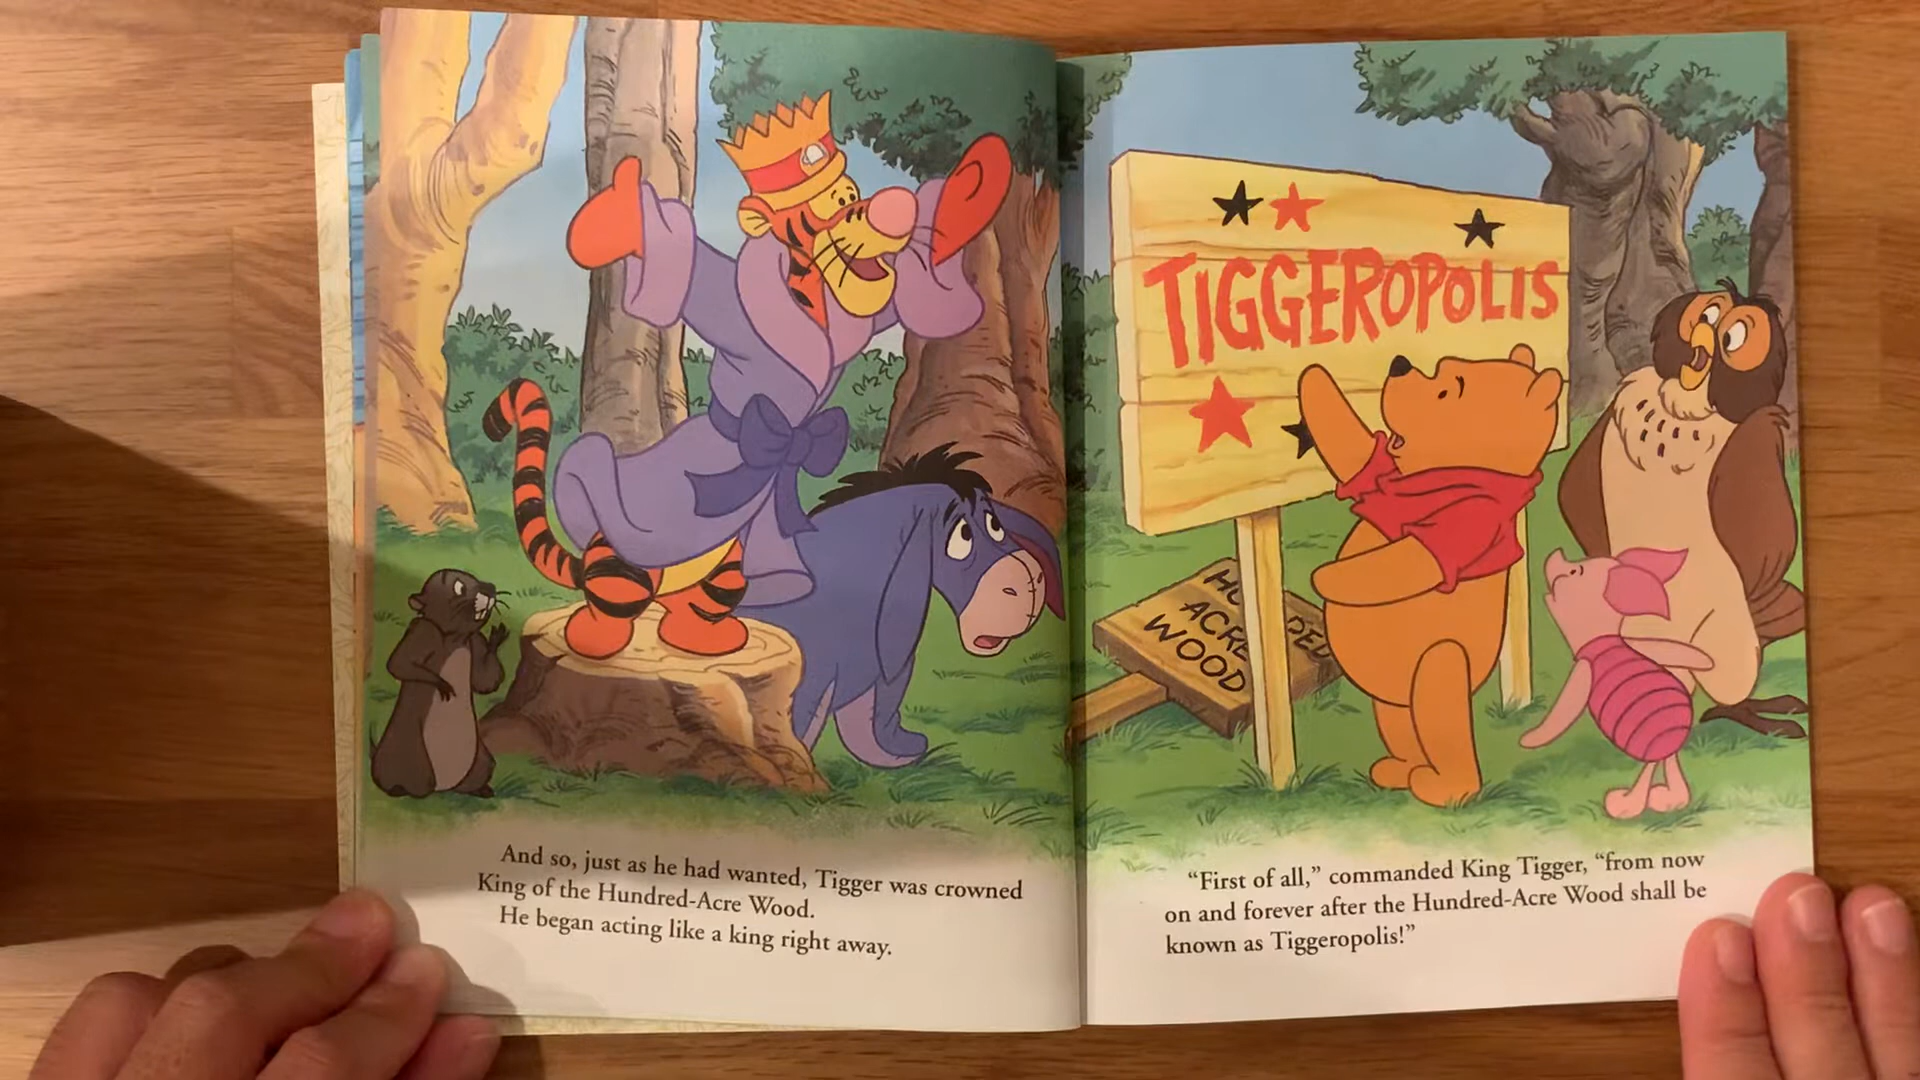 And so, just as he had wanted, Tigger was crowned
King of the Hundred-Acre Wood.
He began acting like a king right away.
TIGGEROPOLIS
HU DED
ACRE
WOOD
“First of all,” commanded King Tigger, “from now
on and forever after the Hundred-Acre Wood shall be
known as Tiggeropolis!”